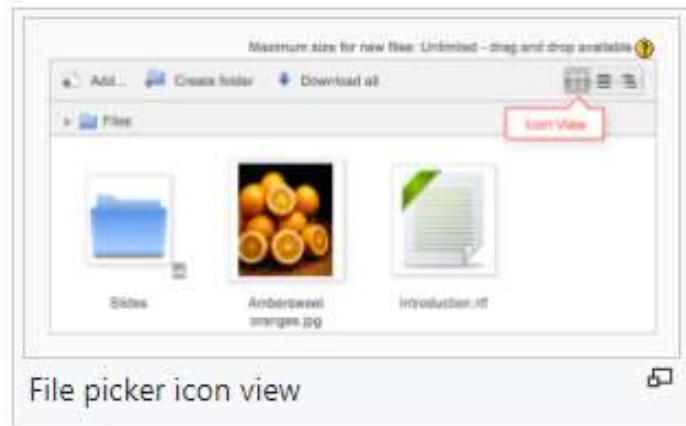 Maximum size for new files: Unlimited - drag and drop available
Add... Create folder Download all
Icon View
Files
Slides
Ambersweet
oranges.jpg
Introduction.rtf
File picker icon view